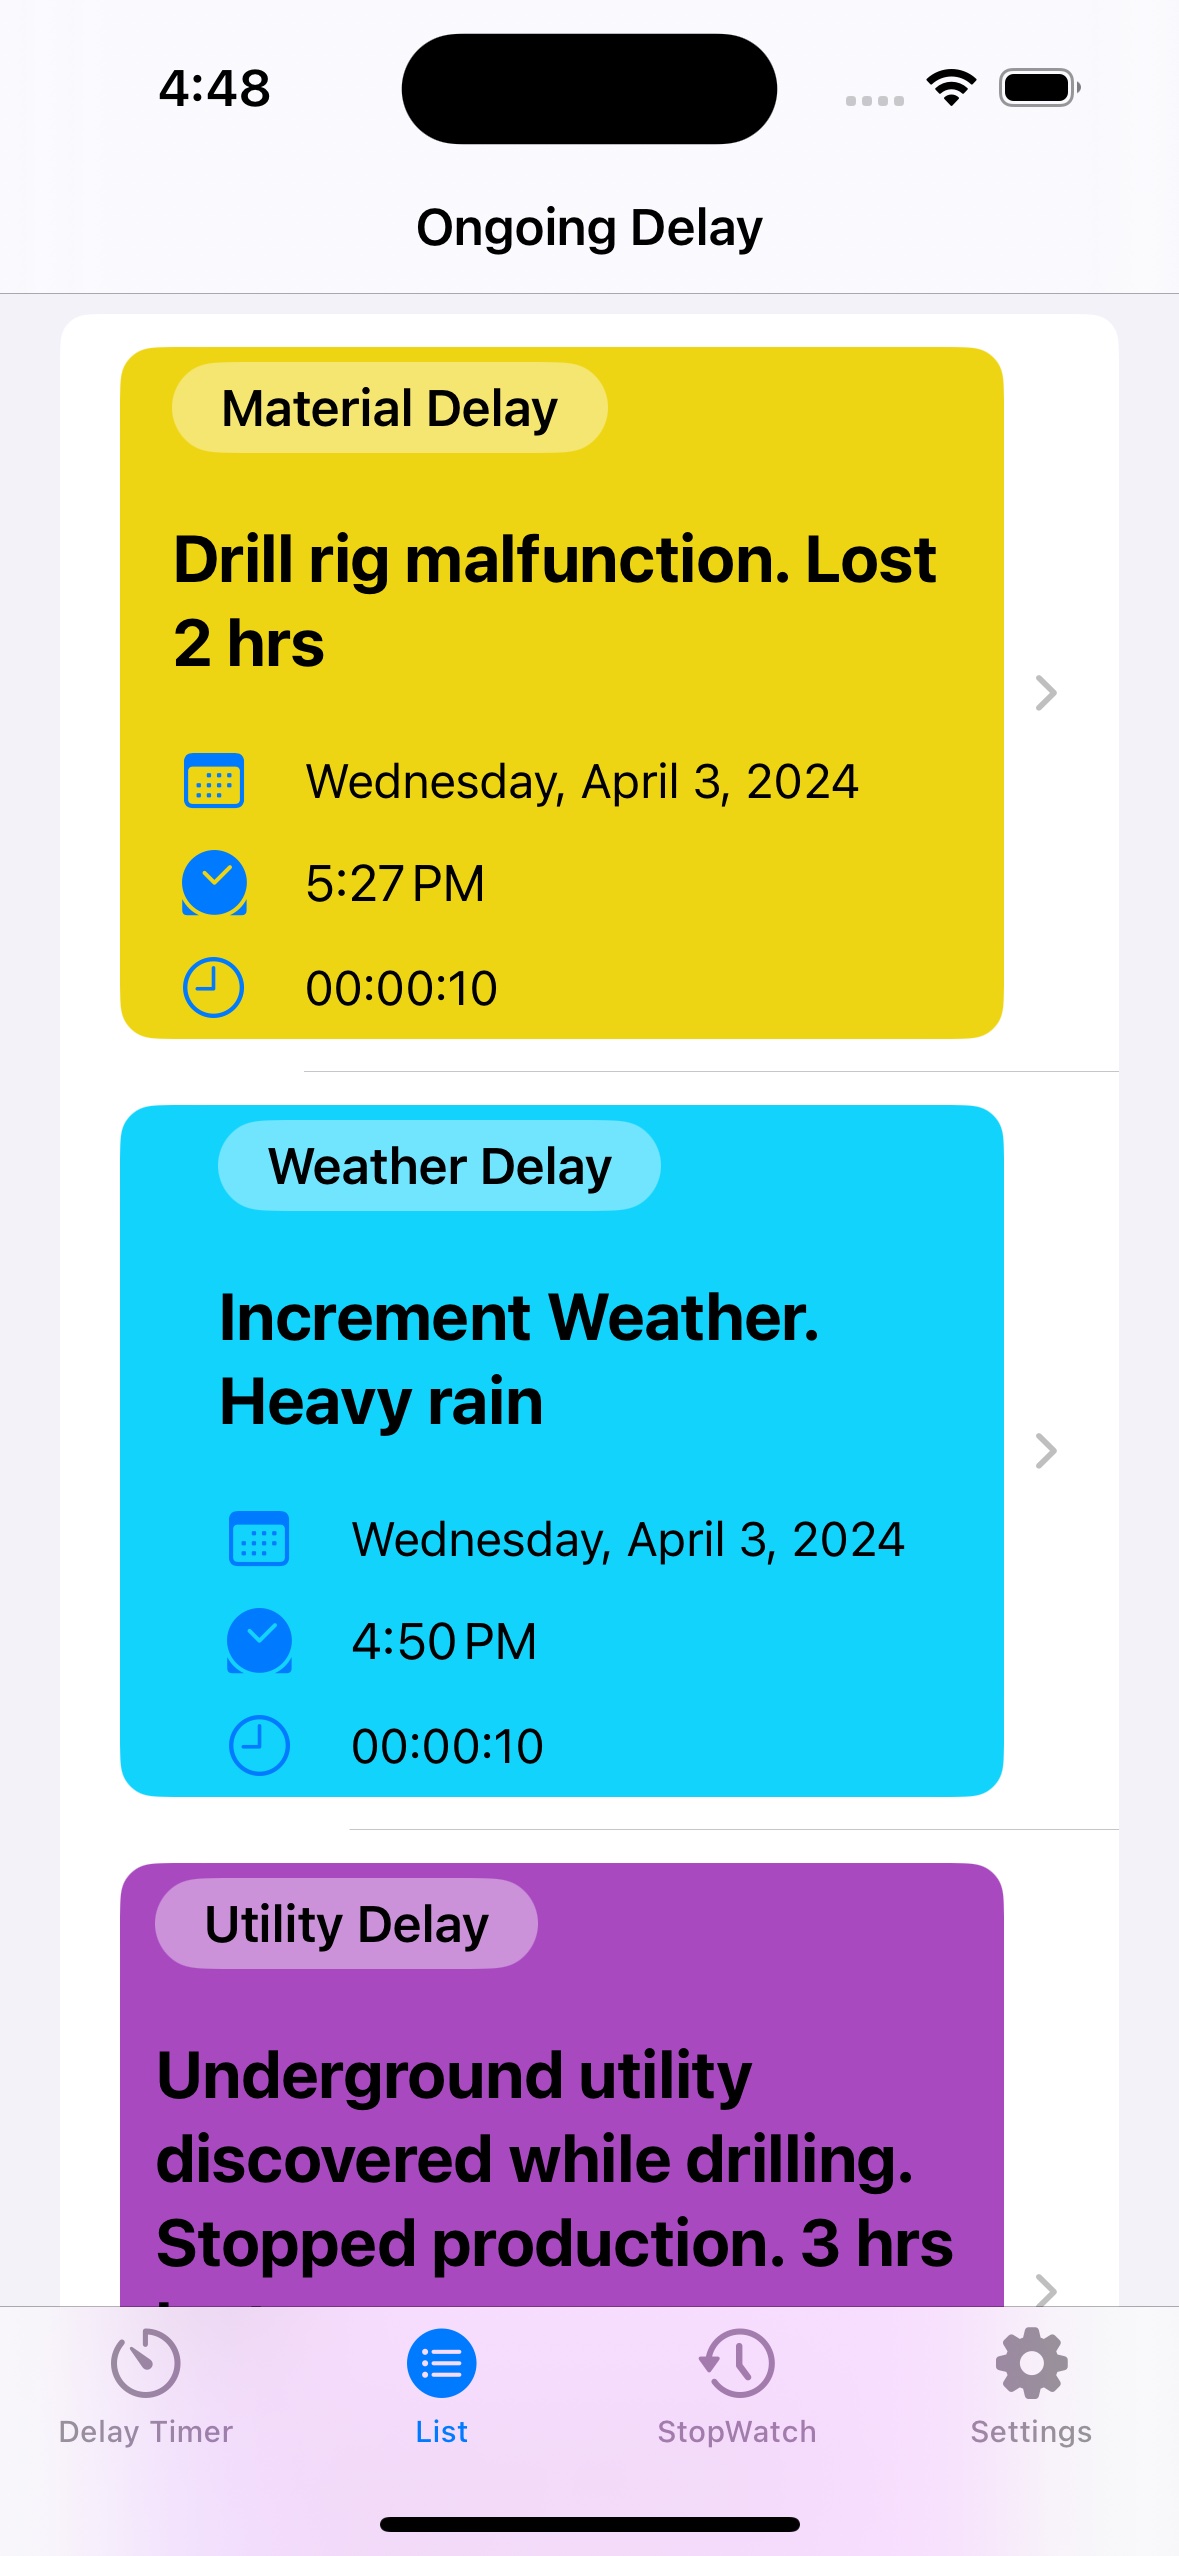 4:48
Ongoing Delay
Material Delay
Drill rig malfunction. Lost
2 hrs
Wednesday, April 3, 2024
5:27 PM
00:00:10
Weather Delay
Increment Weather.
Heavy rain
Wednesday, April 3, 2024
4:50 PM
00:00:10
Utility Delay
Underground utility
discovered while drilling.
Stopped production. 3 hrs
Delay Timer
List
StopWatch
Settings